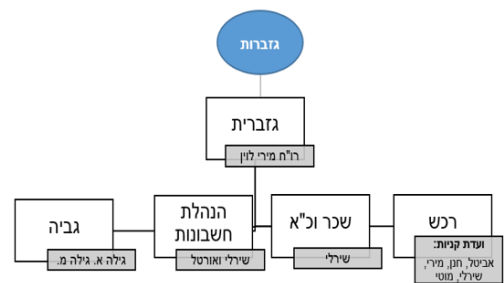 גזברות
גזברית
רו"ח מירי לוין
רכש
ועדת קניות:
אביטל, חנן, מירי,
שירלי, מוטי
שכר וכ"א
שירלי
הנהלת
חשבונות
שירלי ואורטל
גביה
גילה א. גילה מ.